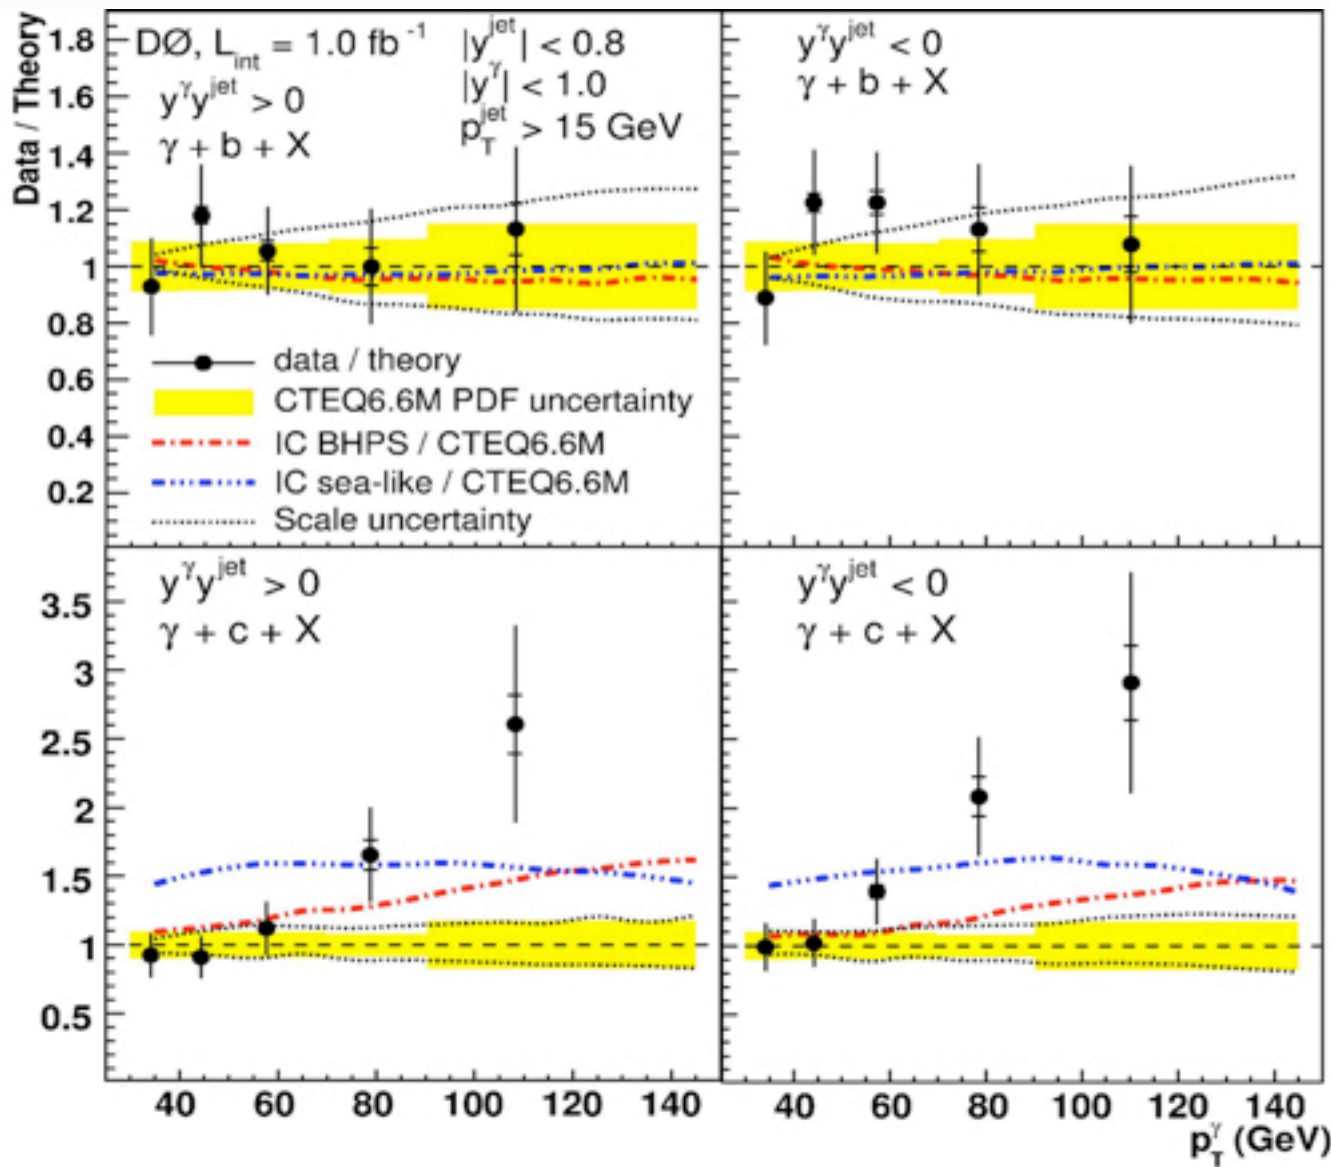 Data / Theory
1.8
1.6
1.4
1.2
1
0.8
0.6
0.4
0.2
DØ, L_int = 1.0 fb⁻¹
y^γ y^jet > 0
γ + b + X
|y^jet| < 0.8
|y^γ| < 1.0
p_T^jet > 15 GeV
data / theory
CTEQ6.6M PDF uncertainty
IC BHPS / CTEQ6.6M
IC sea-like / CTEQ6.6M
Scale uncertainty
y^γ y^jet < 0
γ + b + X
3.5
3
2.5
2
1.5
1
0.5
y^γ y^jet > 0
γ + c + X
y^γ y^jet < 0
γ + c + X
40 60 80 100 120 140
40 60 80 100 120 140
p_T^γ (GeV)